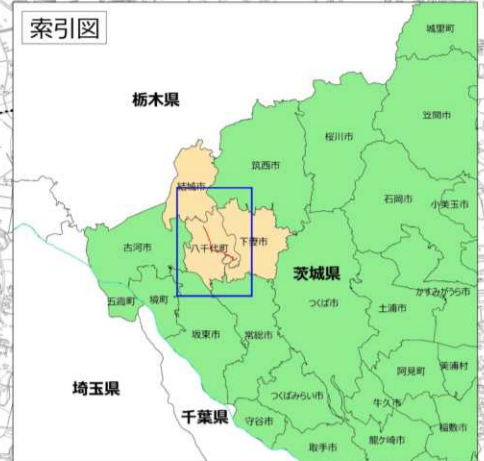 索引図
城里町
栃木県
笠間市
桜川市
筑西市
結城市
石岡市
小美玉市
古河市
八千代町
下妻市
茨城県
かすみがうら市
五霞町
境町
つくば市
土浦市
坂東市
常総市
阿見町
美浦村
埼玉県
つくばみらい市
牛久市
千葉県
守谷市
稲敷市
龍ケ崎市
取手市